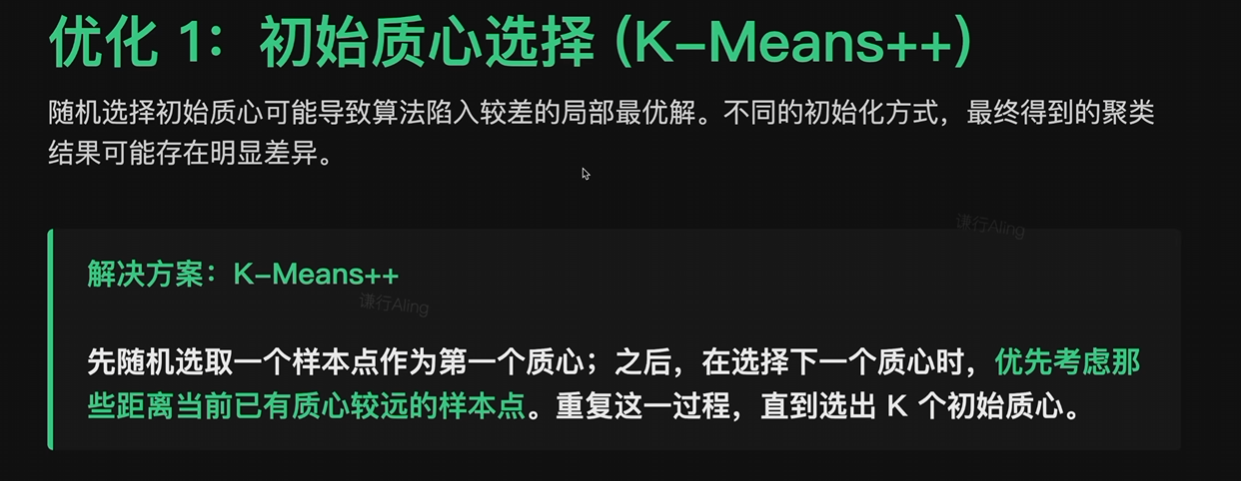 优化 1：初始质心选择 (K-Means++)
随机选择初始质心可能导致算法陷入较差的局部最优解。不同的初始化方式，最终得到的聚类
结果可能存在明显差异。
谦行Aling
解决方案：K-Means++
谦行Aling
先随机选取一个样本点作为第一个质心；之后，在选择下一个质心时，优先考虑那
些距离当前已有质心较远的样本点。重复这一过程，直到选出 K 个初始质心。